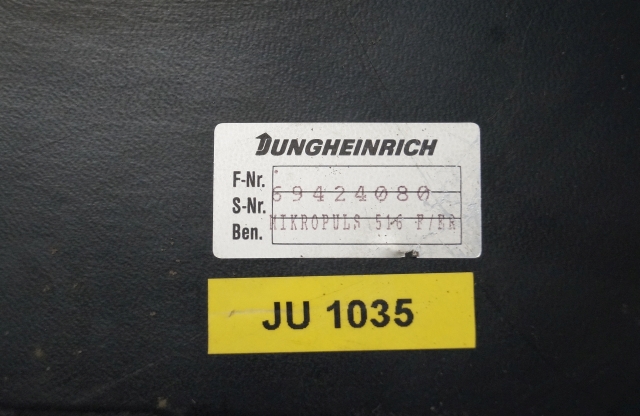 JUNGHEINRICH
F-Nr.
69424080
S-Nr.
MIKROPULS 516 F/ER
Ben.
JU 1035